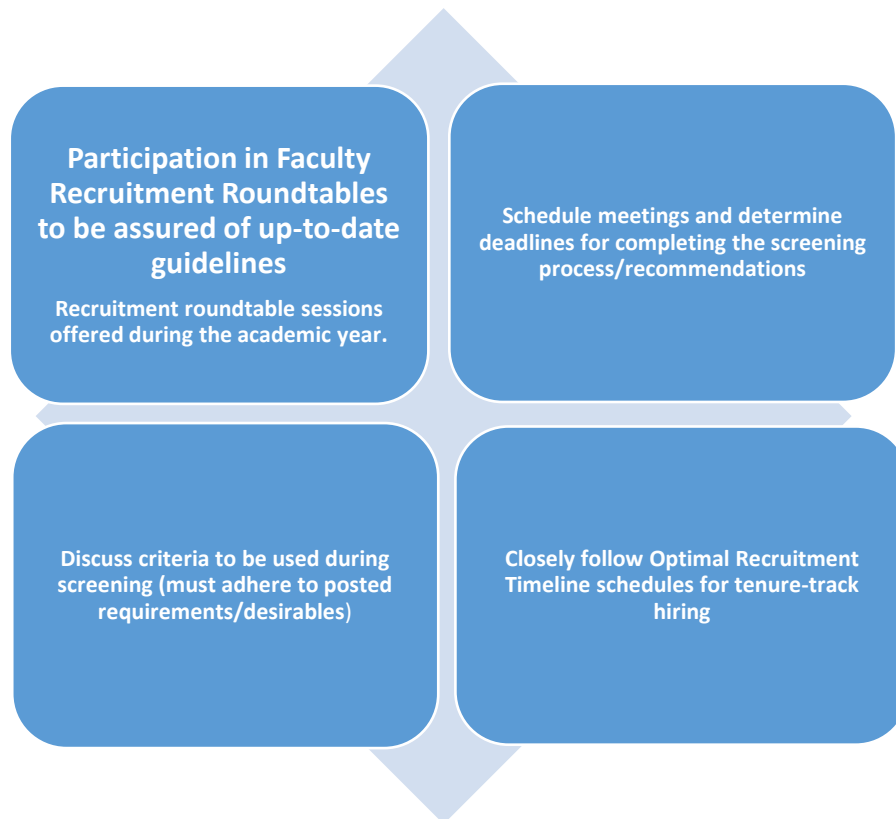 Participation in Faculty
Recruitment Roundtables
to be assured of up-to-date
guidelines
Recruitment roundtable sessions
offered during the academic year.
Schedule meetings and determine
deadlines for completing the screening
process/recommendations
Discuss criteria to be used during
screening (must adhere to posted
requirements/desirables)
Closely follow Optimal Recruitment
Timeline schedules for tenure-track
hiring